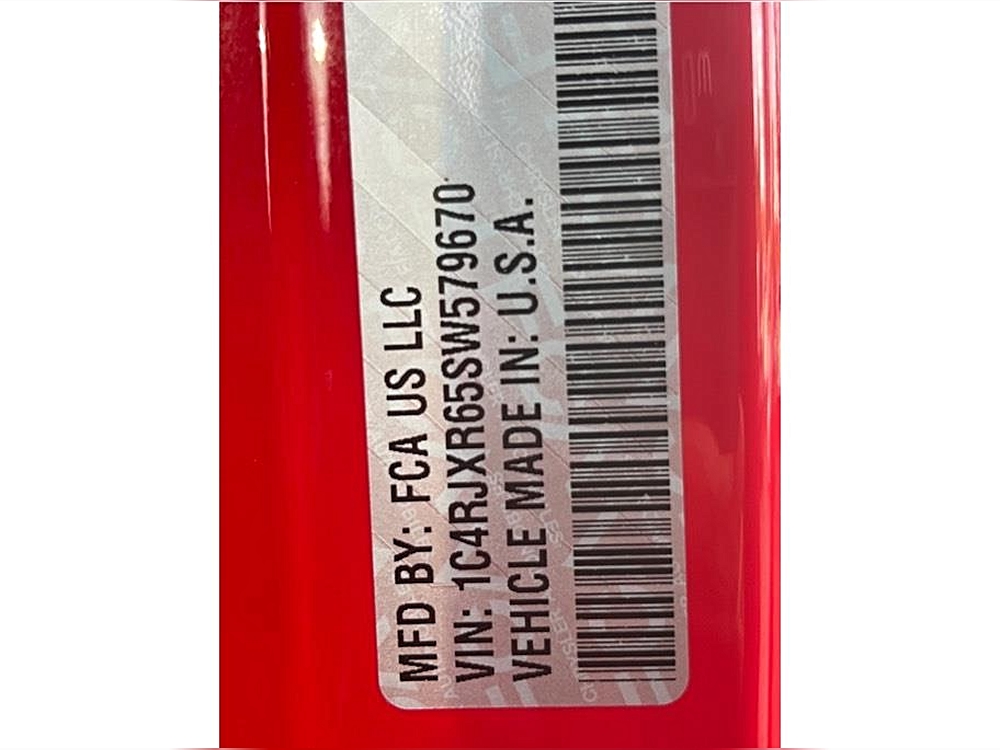 MFD BY: FCA US LLC
VIN: 1C4RJXR65SW579670
VEHICLE MADE IN: U.S.A.